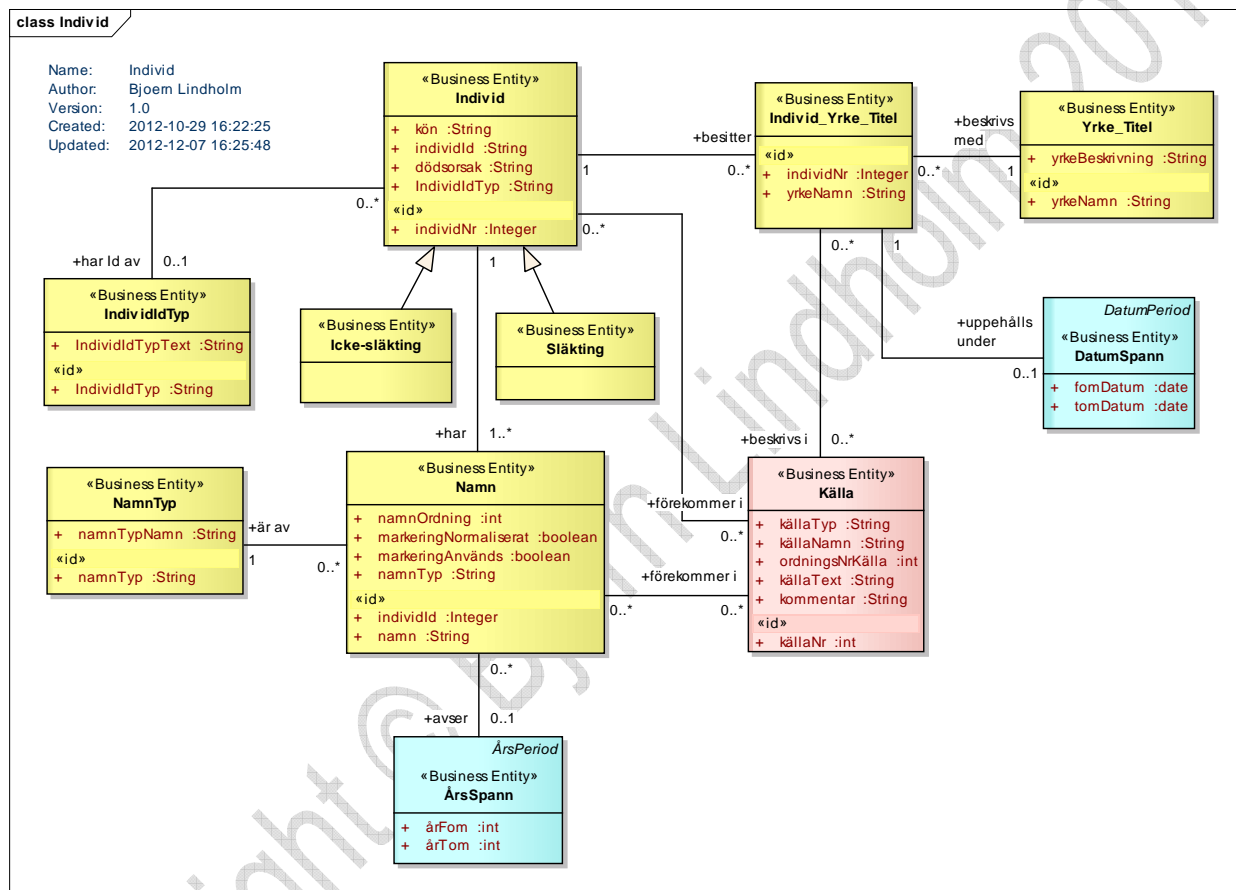 class Individ
Name: Individ
Author: Bjoern Lindholm
Version: 1.0
Created: 2012-10-29 16:22:25
Updated: 2012-12-07 16:25:48
«Business Entity»
Individ
+ kön :String
+ individId :String
+ dödsorsak :String
+ IndividIdTyp :String
«id»
+ individNr :Integer
+besitter
1
0..*
«Business Entity»
Individ_Yrke_Titel
«id»
+ individNr :Integer
+ yrkeNamn :String
+beskrivs
med
0..*
1
«Business Entity»
Yrke_Titel
+ yrkeBeskrivning :String
«id»
+ yrkeNamn :String
0..*
+har Id av
0..1
«Business Entity»
IndividIdTyp
+ IndividIdTypText :String
«id»
+ IndividIdTyp :String
«Business Entity»
Icke-släkting
«Business Entity»
Släkting
1
+har
1..*
0..*
+förekommer i
0..*
0..*
+beskrivs i
0..*
1
+uppehålls
under
0..1
DatumPeriod
«Business Entity»
DatumSpann
+ fomDatum :date
+ tomDatum :date
«Business Entity»
NamnTyp
+ namnTypNamn :String
«id»
+ namnTyp :String
+är av
1
0..*
«Business Entity»
Namn
+ namnOrdning :int
+ markeringNormaliserat :boolean
+ markeringAnvänds :boolean
+ namnTyp :String
«id»
+ individId :Integer
+ namn :String
+förekommer i
0..*
0..*
«Business Entity»
Källa
+ källaTyp :String
+ källaNamn :String
+ ordningsNrKälla :int
+ källaText :String
+ kommentar :String
«id»
+ källaNr :int
0..*
+avser
0..1
ÅrsPeriod
«Business Entity»
ÅrsSpann
+ årFom :int
+ årTom :int
ght © Bjoern Lindholm 201